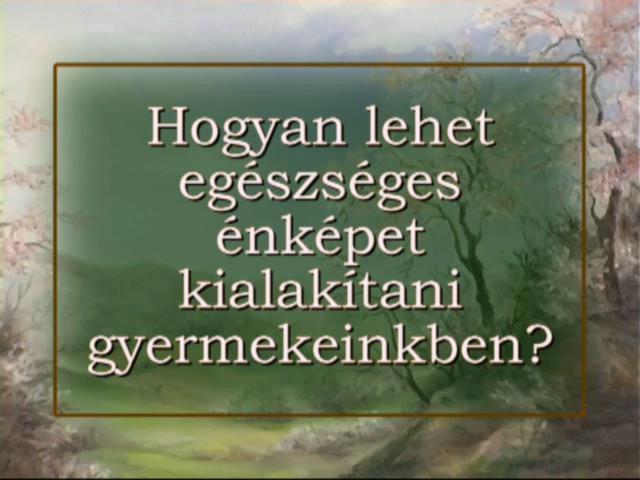 Hogyan lehet
egészséges
énképet
kialakítani
gyermekeinkben?